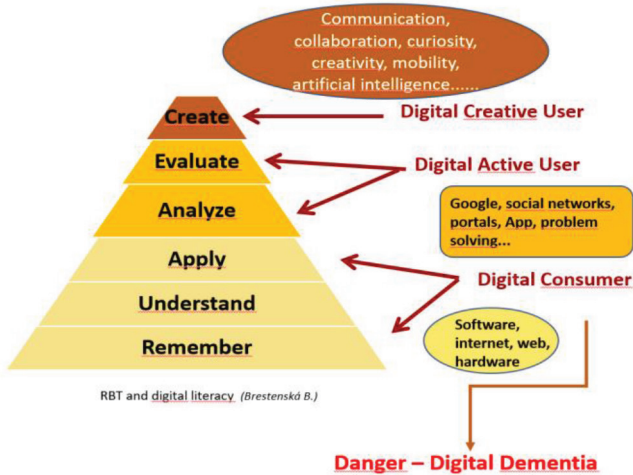 Communication,
collaboration, curiosity,
creativity, mobility,
artificial intelligence......
Create
Digital Creative User
Evaluate
Digital Active User
Analyze
Google, social networks,
portals, App, problem
solving...
Apply
Digital Consumer
Understand
Software,
internet, web,
hardware
Remember
RBT and digital literacy (Brestenská B.)
Danger – Digital Dementia